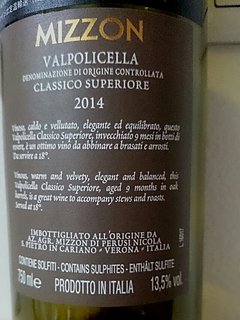 MIZZON
VALPOLICELLA
DENOMINAZIONE DI ORIGINE CONTROLLATA
CLASSICO SUPERIORE
2014
Vinoso, caldo e vellutato, elegante ed equilibrato, questo
Valpolicella Classico Superiore, invecchiato 9 mesi in botti di
rovere, è un ottimo vino da abbinare a brasati e arrosti.
Da servire a 18°.
Vinous, warm and velvety, elegant and balanced, this
Valpolicella Classico Superiore, aged 9 months in oak
barrels, is a great wine to accompany stews and roasts.
Served at 18°.
IMBOTTIGLIATO ALL'ORIGINE DA
AZ. AGR. MIZZON DI PERUSI NICOLA
S. PIETRO IN CARIANO - VERONA - ITALIA
CONTIENE SOLFITI - CONTAINS SULPHITES - ENTHÄLT SULFITE
750 ml e PRODOTTO IN ITALIA 13,5% vol.